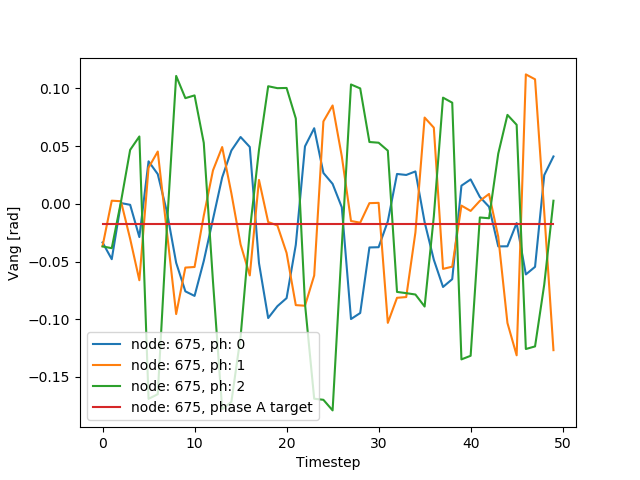 0.10
0.05
0.00
−0.05
−0.10
−0.15
Vang [rad]
node: 675, ph: 0
node: 675, ph: 1
node: 675, ph: 2
node: 675, phase A target
0 10 20 30 40 50
Timestep